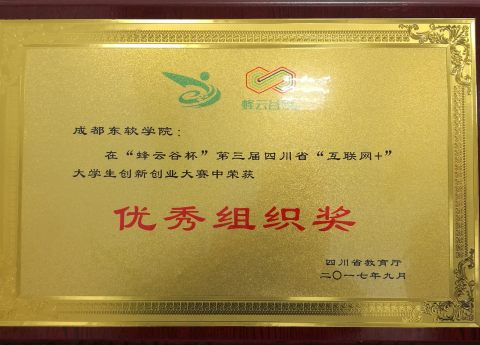 蜂云谷
成都东软学院：
在“蜂云谷杯”第三届四川省“互联网+”
大学生创新创业大赛中荣获
优秀组织奖
四川省教育厅
二〇一七年九月